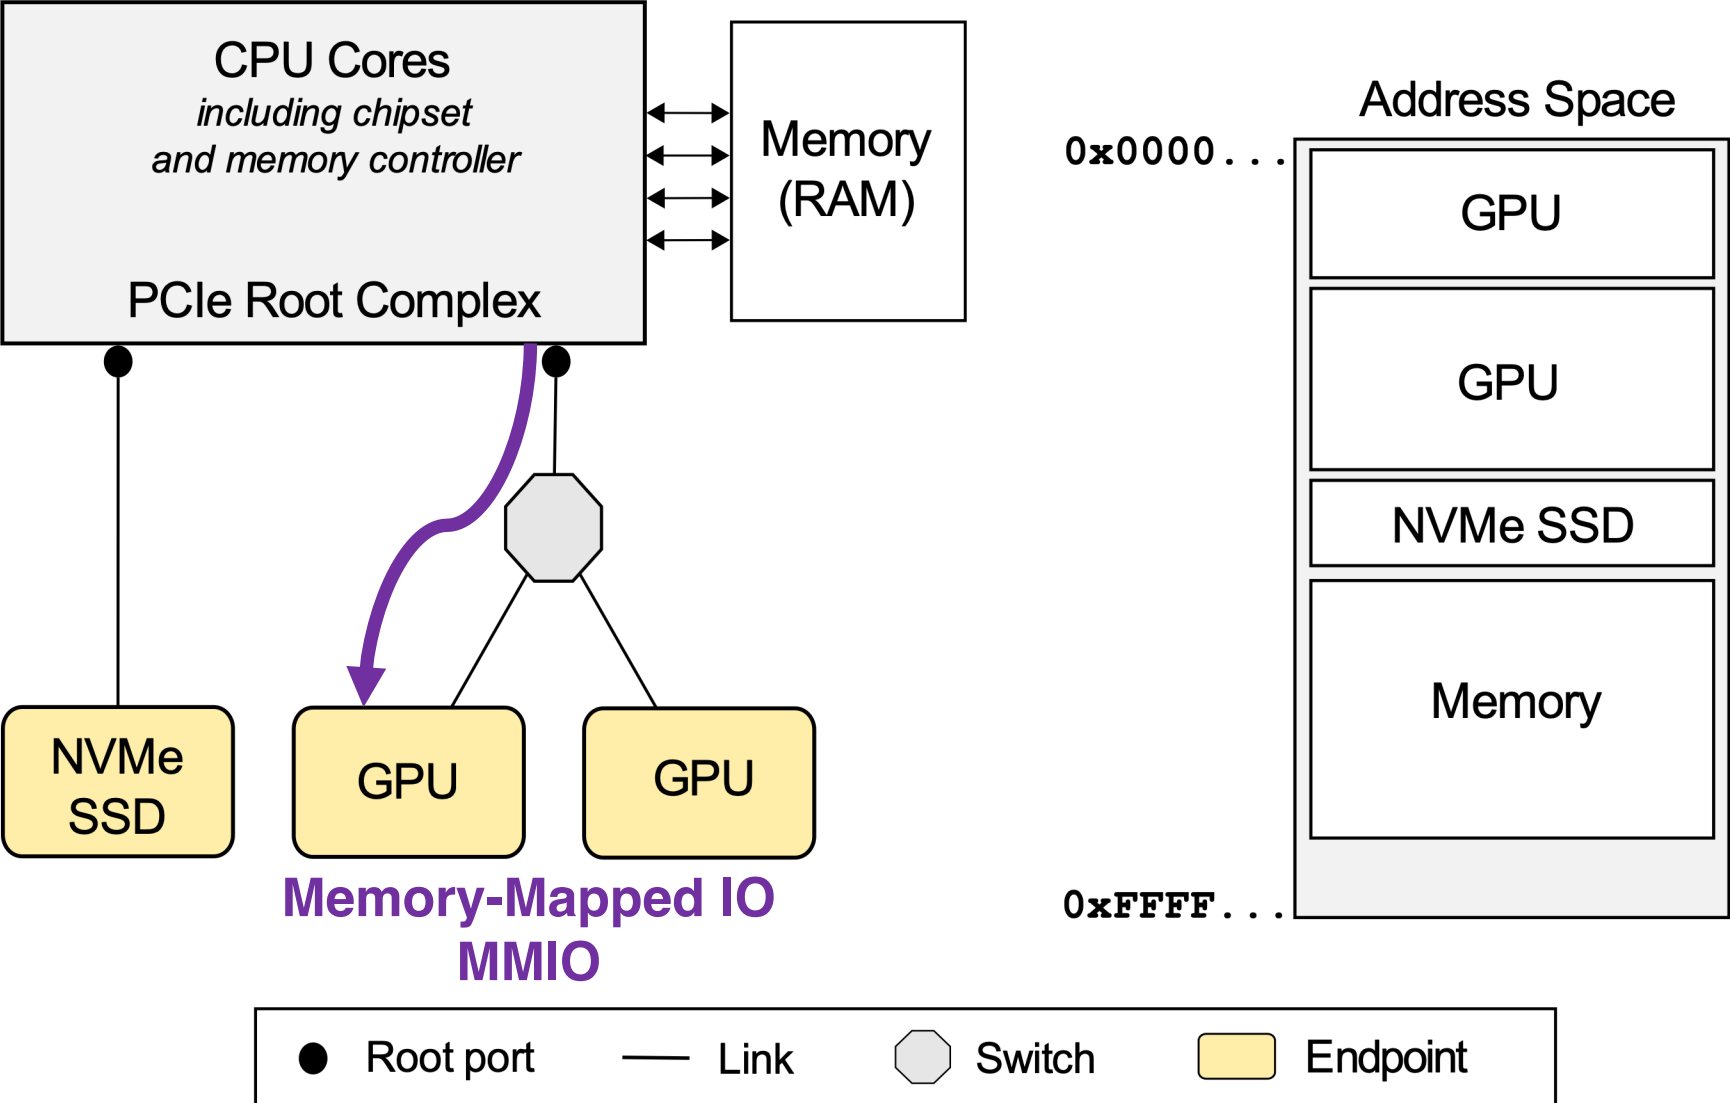 CPU Cores
including chipset
and memory controller
PCIe Root Complex
Memory
(RAM)
Address Space
0x0000...
GPU
GPU
NVMe SSD
Memory
0xFFFF...
NVMe
SSD
GPU
GPU
Memory-Mapped IO
MMIO
Root port
Link
Switch
Endpoint